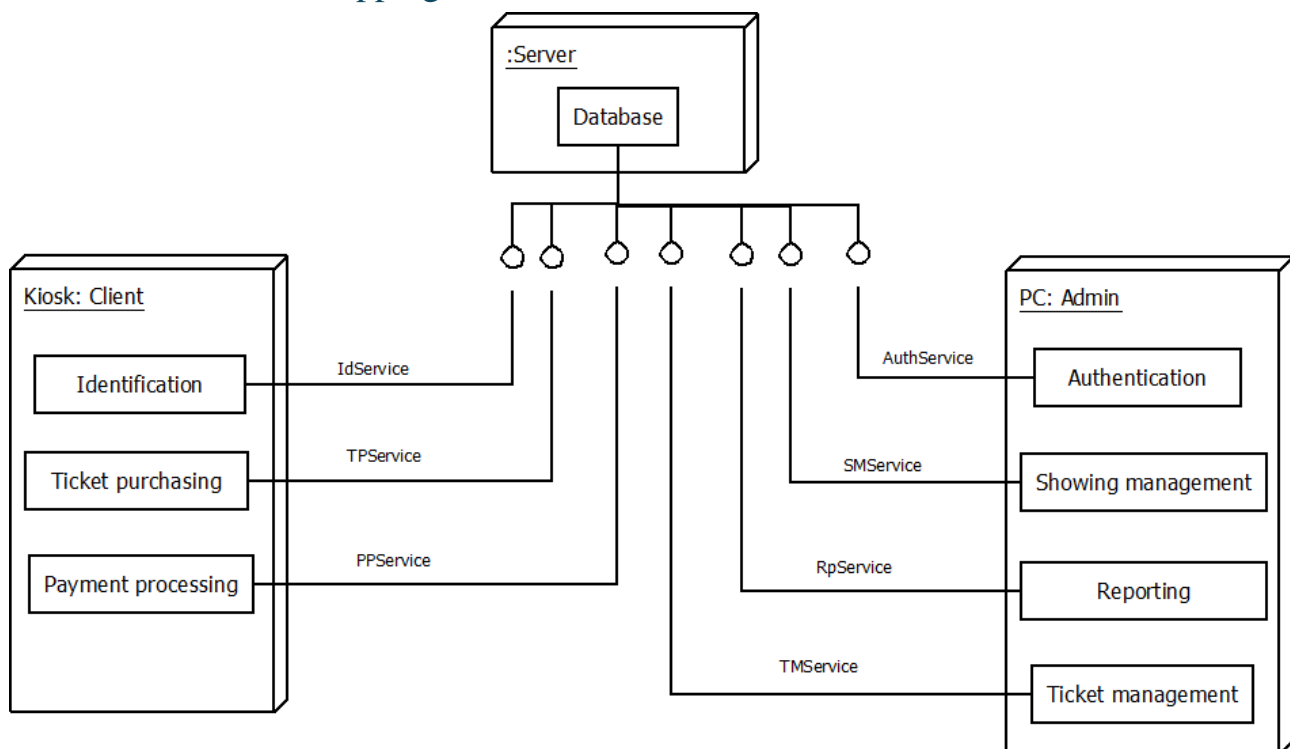 pping
:Server
Database
Kiosk: Client
Identification
Ticket purchasing
Payment processing
IdService
TPService
PPService
AuthService
SMService
RpService
TMService
PC: Admin
Authentication
Showing management
Reporting
Ticket management